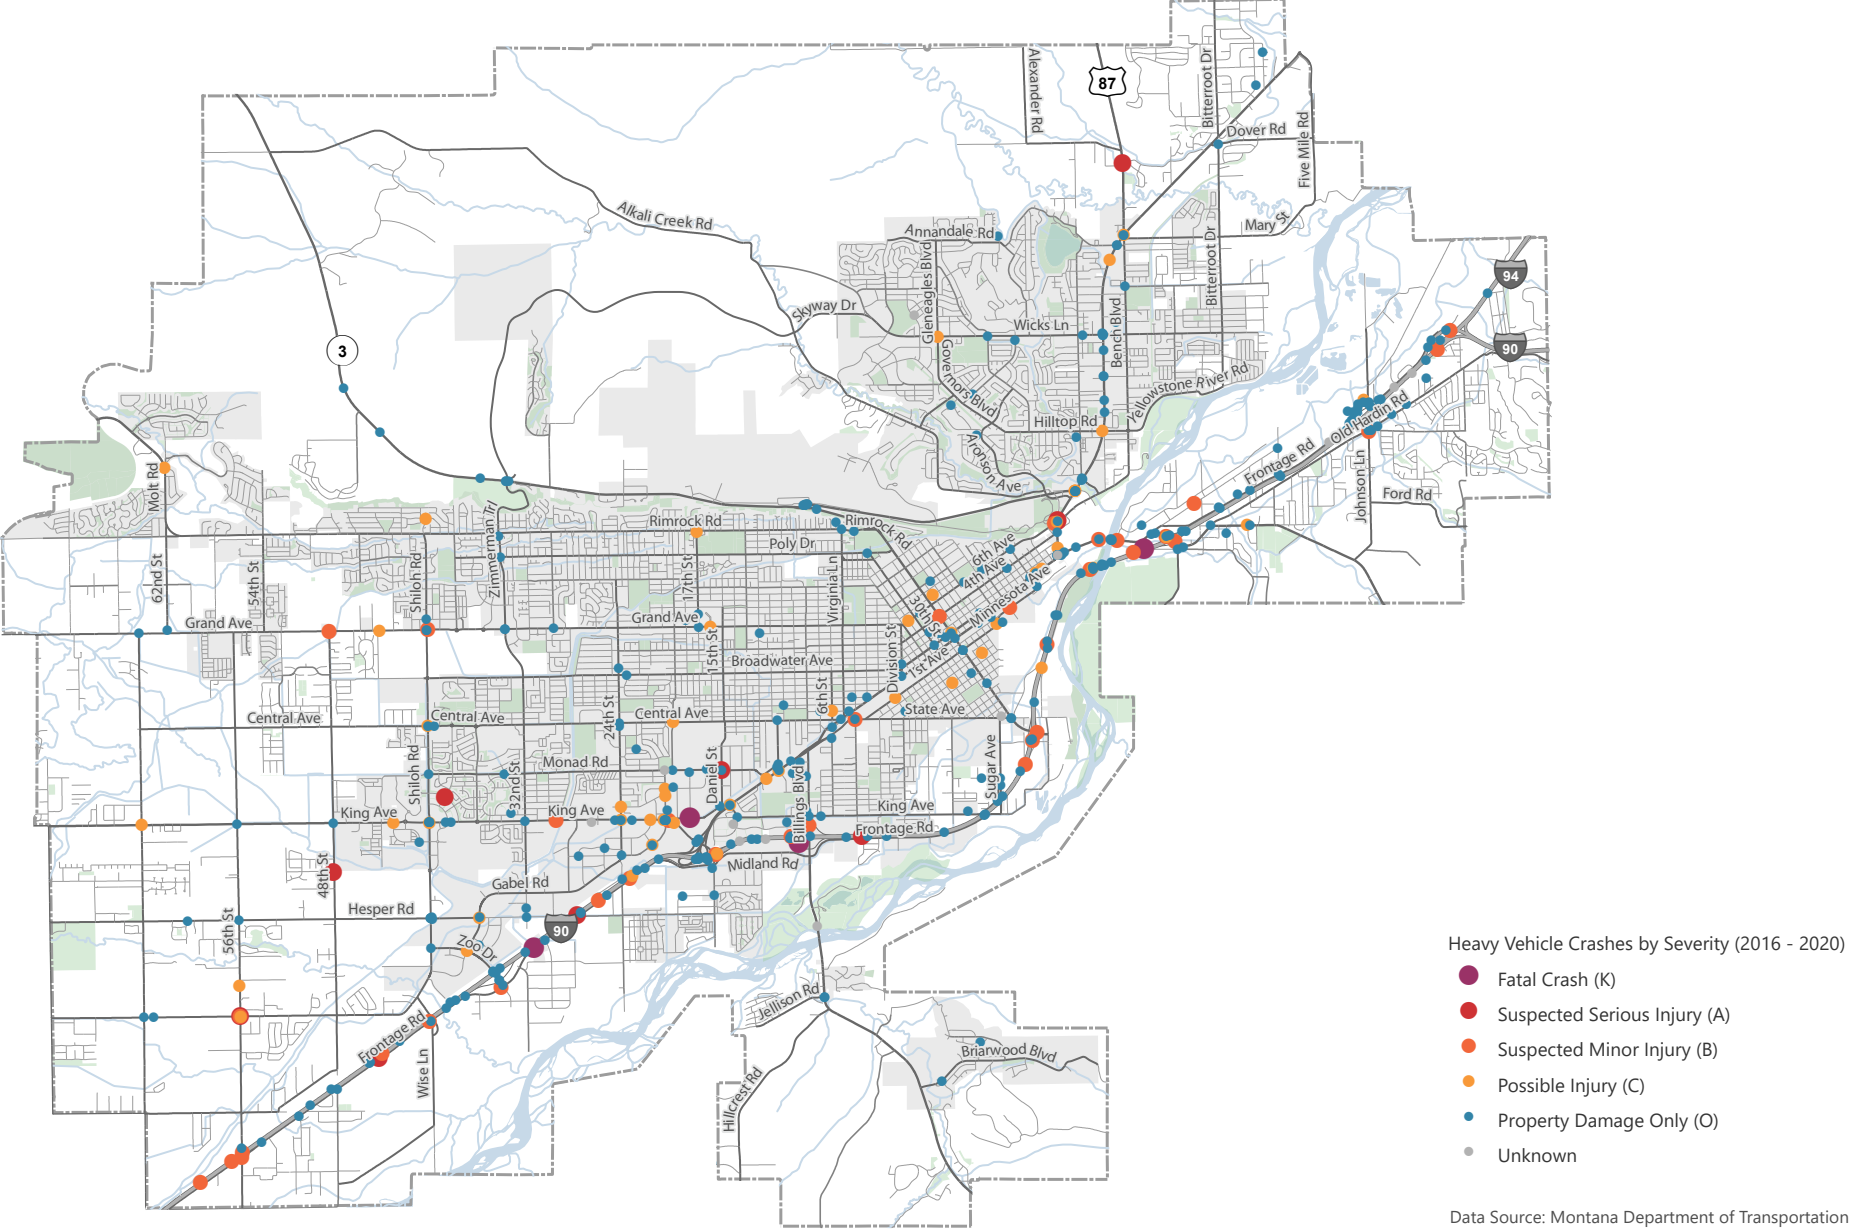 87
Alexander Rd
Bitterroot Dr
Dover Rd
Five Mile Rd
Alkali Creek Rd
Annandale Rd
Mary St
Gleneagles Blvd
Bitterroot Dr
94
Skyway Dr
Wicks Ln
Bench Blvd
3
90
Governors Blvd
Yellowstone River Rd
Hilltop Rd
Old Hardin Rd
Aronson Ave
Frontage Rd
Molt Rd
Johnson Ln
Ford Rd
Zimmerman Trl
Rimrock Rd
Rimrock Rd
Poly Dr
6th Ave
4th Ave
62nd St
54th St
Shiloh Rd
17th St
Virginia Ln
Minnesota Ave
30th St
Grand Ave
Grand Ave
15th St
Division St
1st Ave
Broadwater Ave
6th St
24th St
Central Ave
Central Ave
Central Ave
State Ave
Shiloh Rd
Monad Rd
Daniel St
Sugar Ave
32nd St
Billings Blvd
King Ave
King Ave
King Ave
Frontage Rd
48th St
Midland Rd
Gabel Rd
Hesper Rd
56th St
90
Zoo Dr
Jellison Rd
Frontage Rd
Wise Ln
Briarwood Blvd
Hillcrest Rd
Heavy Vehicle Crashes by Severity (2016 - 2020)
Fatal Crash (K)
Suspected Serious Injury (A)
Suspected Minor Injury (B)
Possible Injury (C)
Property Damage Only (O)
Unknown
Data Source: Montana Department of Transportation